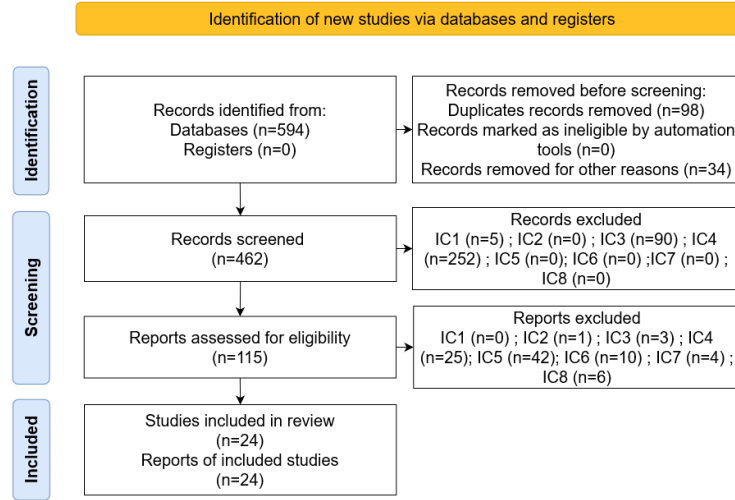 Identification of new studies via databases and registers
Identification
Records identified from:
Databases (n=594)
Registers (n=0)
Records removed before screening:
Duplicates records removed (n=98)
Records marked as ineligible by automation
tools (n=0)
Records removed for other reasons (n=34)
Screening
Records screened
(n=462)
Records excluded
IC1 (n=5) ; IC2 (n=0) ; IC3 (n=90) ; IC4
(n=252) ; IC5 (n=0); IC6 (n=0) ;IC7 (n=0) ;
IC8 (n=0)
Reports assessed for eligibility
(n=115)
Reports excluded
IC1 (n=0) ; IC2 (n=1) ; IC3 (n=3) ; IC4
(n=25); IC5 (n=42); IC6 (n=10) ; IC7 (n=4) ;
IC8 (n=6)
Included
Studies included in review
(n=24)
Reports of included studies
(n=24)